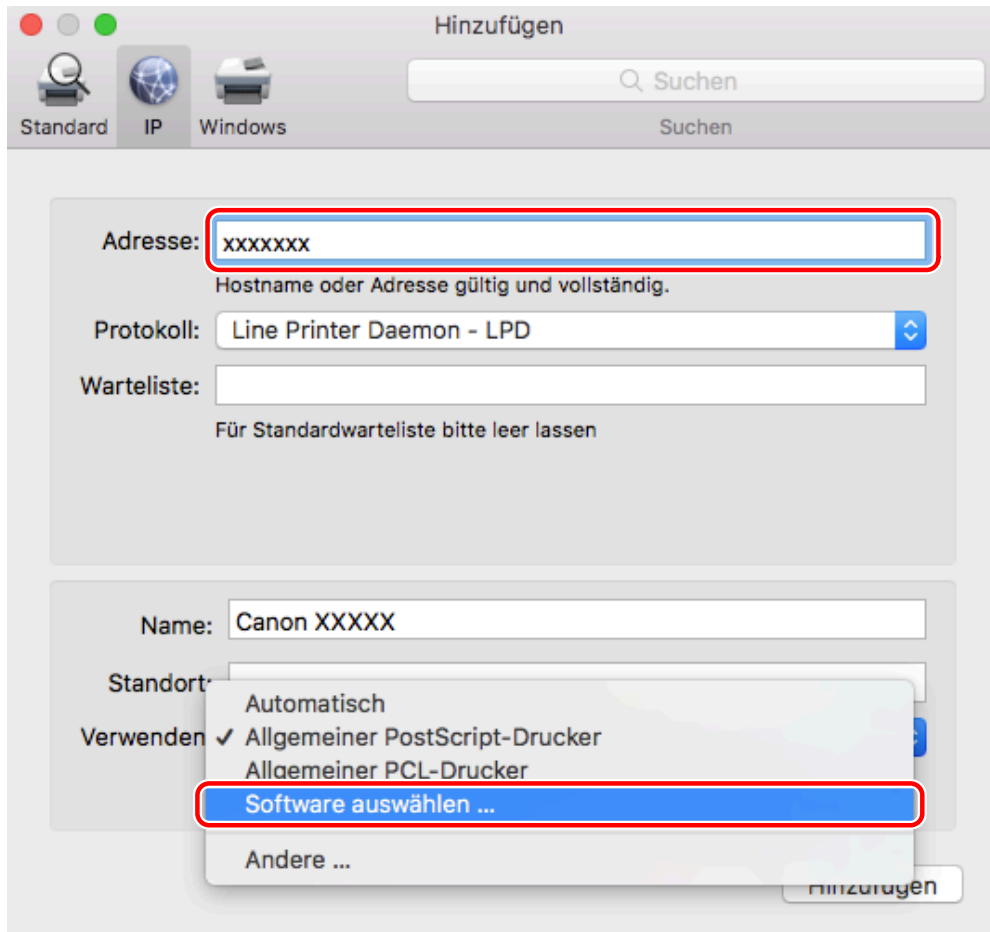 Hinzufügen
Suchen
Standard IP Windows Suchen
Adresse: xxxxxxx
Hostname oder Adresse gültig und vollständig.
Protokoll: Line Printer Daemon - LPD
Warteliste:
Für Standardwarteliste bitte leer lassen
Name: Canon XXXXX
Standort:
Automatisch
Verwenden ✓ Allgemeiner PostScript-Drucker
Allgemeiner PCL-Drucker
Software auswählen ...
Andere ...
Hinzufügen